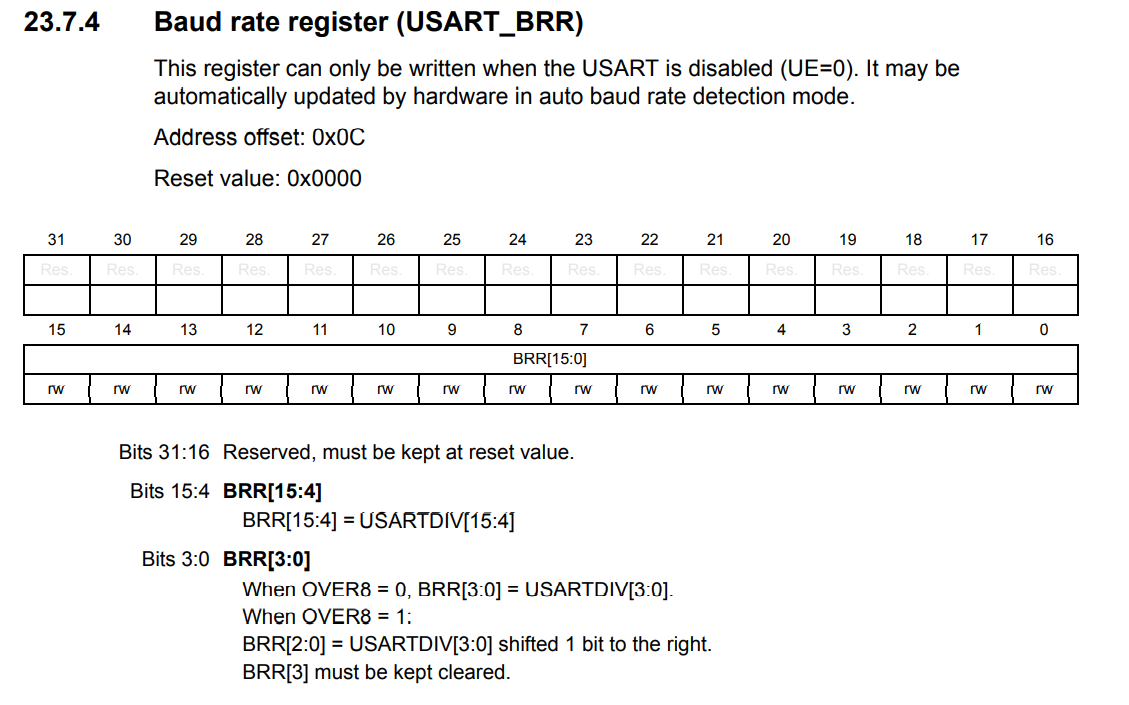 23.7.4 Baud rate register (USART_BRR)
This register can only be written when the USART is disabled (UE=0). It may be
automatically updated by hardware in auto baud rate detection mode.
Address offset: 0x0C
Reset value: 0x0000
31 30 29 28 27 26 25 24 23 22 21 20 19 18 17 16
Res. Res. Res. Res. Res. Res. Res. Res. Res. Res. Res. Res. Res. Res. Res. Res.
15 14 13 12 11 10 9 8 7 6 5 4 3 2 1 0
BRR[15:0]
rw rw rw rw rw rw rw rw rw rw rw rw rw rw rw rw
Bits 31:16 Reserved, must be kept at reset value.
Bits 15:4 BRR[15:4]
BRR[15:4] = USARTDIV[15:4]
Bits 3:0 BRR[3:0]
When OVER8 = 0, BRR[3:0] = USARTDIV[3:0].
When OVER8 = 1:
BRR[2:0] = USARTDIV[3:0] shifted 1 bit to the right.
BRR[3] must be kept cleared.